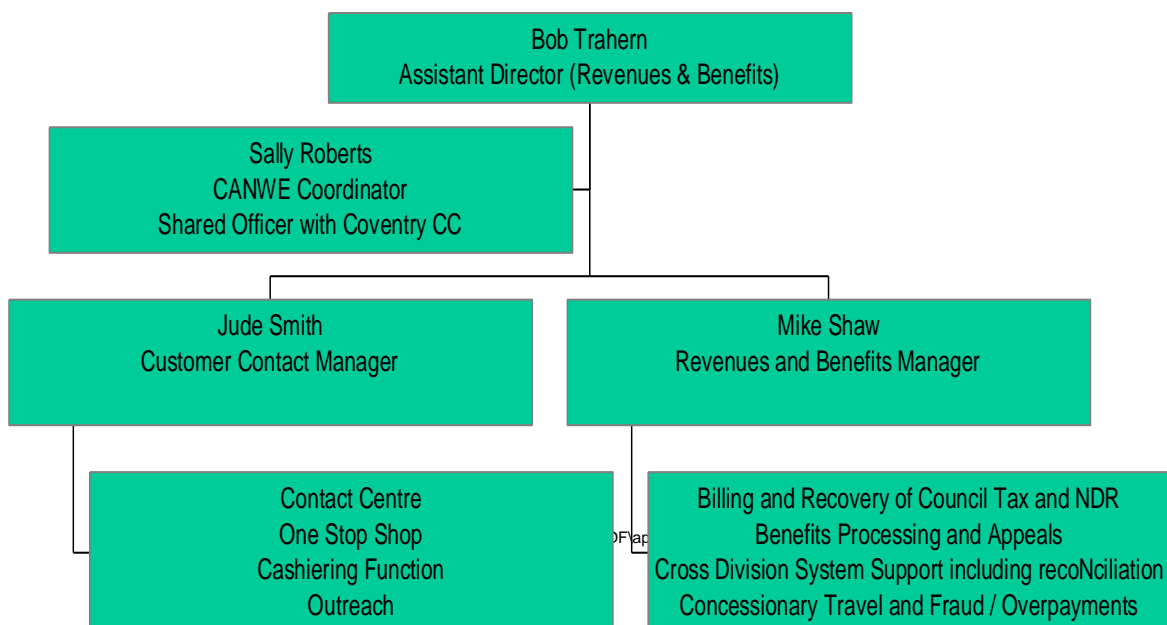 Bob Trahern
Assistant Director (Revenues & Benefits)
Sally Roberts
CANWE Coordinator
Shared Officer with Coventry CC
Jude Smith
Customer Contact Manager
Mike Shaw
Revenues and Benefits Manager
Contact Centre
One Stop Shop
Cashiering Function
Outreach
Billing and Recovery of Council Tax and NDR
Benefits Processing and Appeals
Cross Division System Support including recoNciliation
Concessionary Travel and Fraud / Overpayments